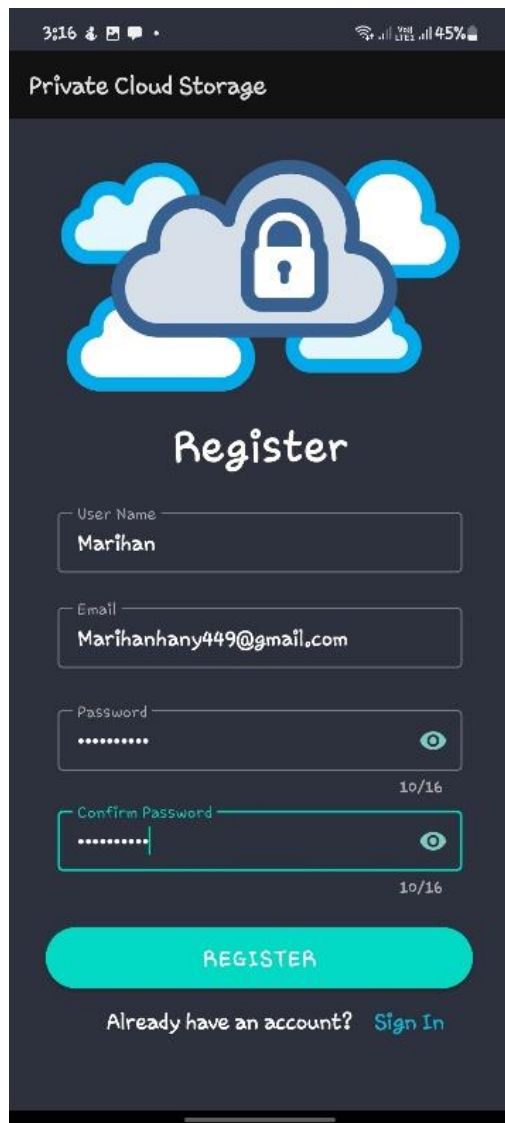 3:16
45%
Private Cloud Storage
Register
User Name
Marihan
Email
Marihanhany449@gmail.com
Password
••••••••••
10/16
Confirm Password
••••••••••
10/16
REGISTER
Already have an account? Sign In